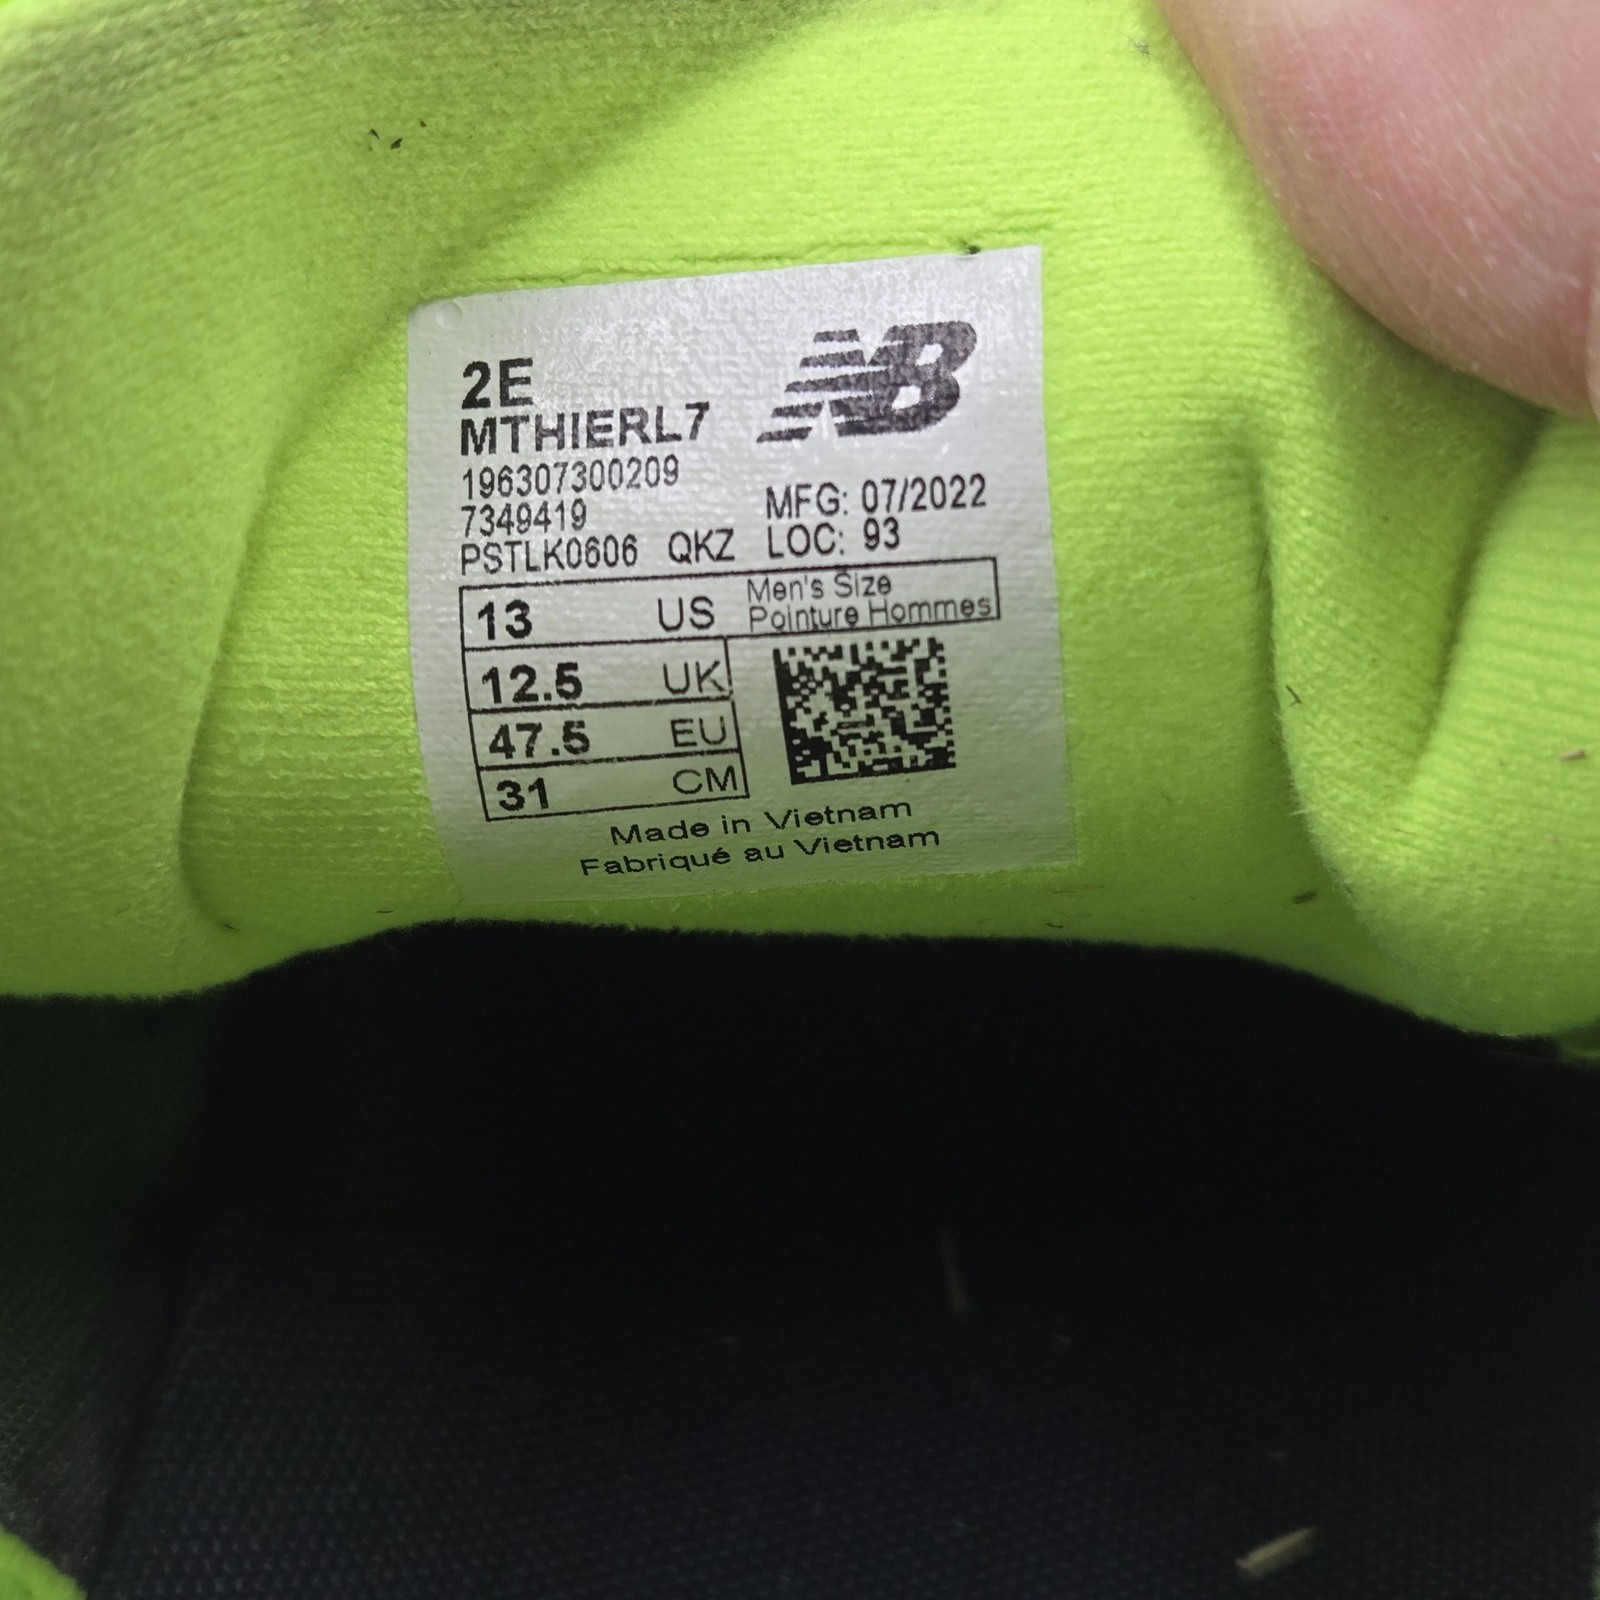 2E
MTHIERL7
NB
196307300209
7349419
MFG: 07/2022
PSTLK0606 QKZ LOC: 93
13 US Men's Size
Pointure Hommes
12.5 UK
47.5 EU
31 CM
Made in Vietnam
Fabriqué au Vietnam